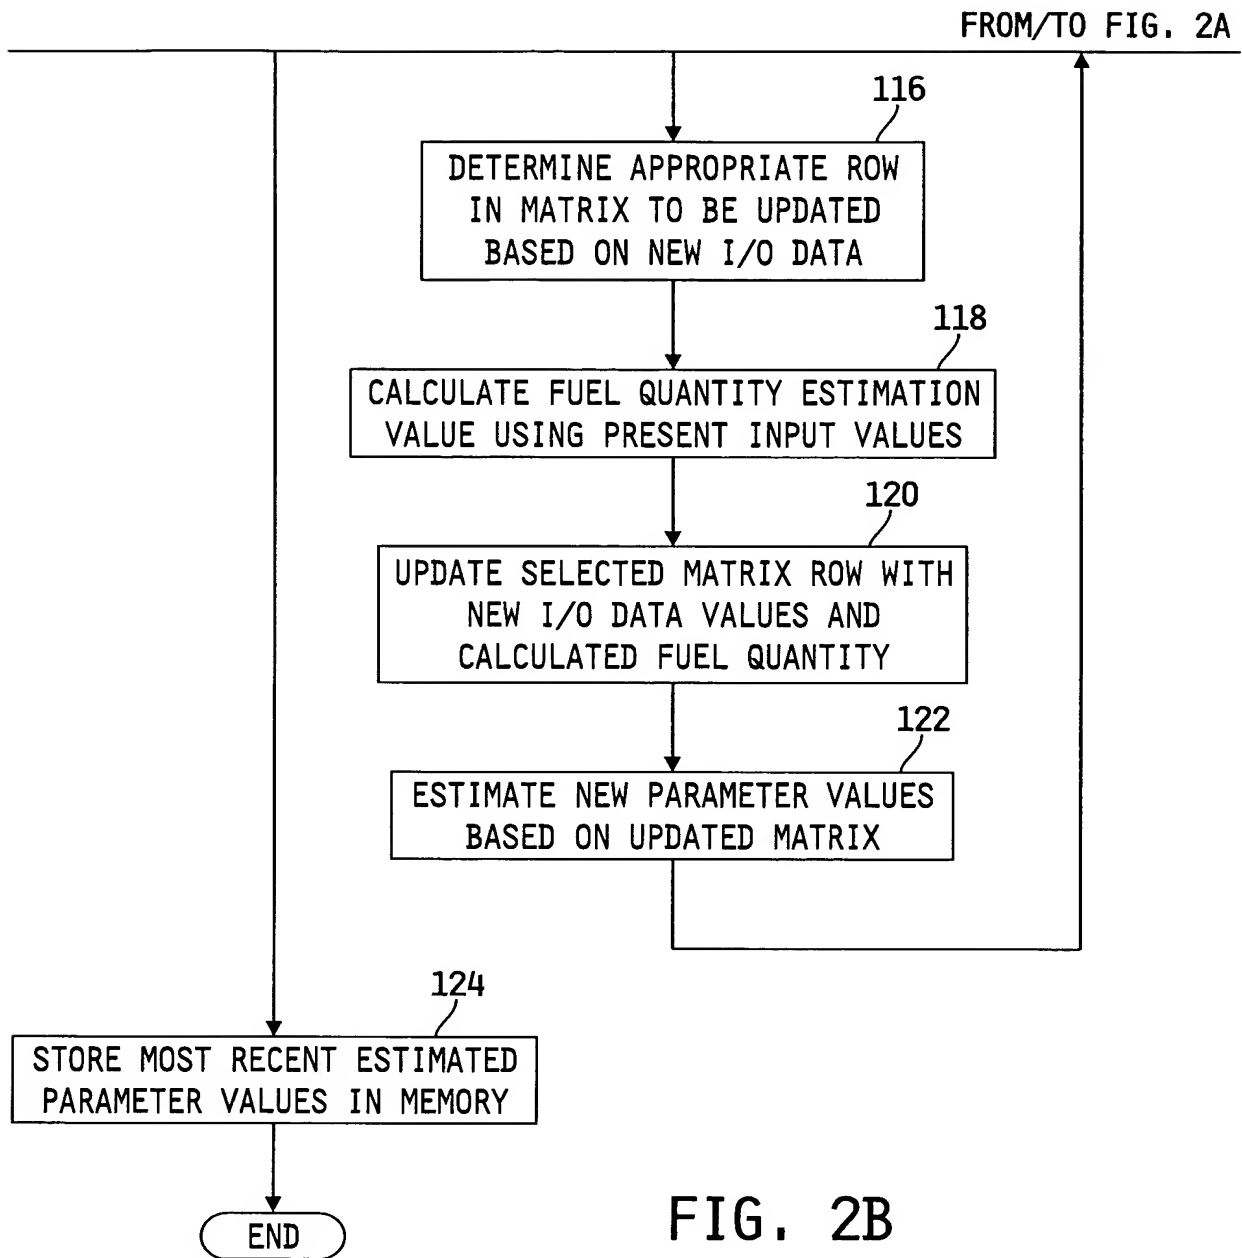 FROM/TO FIG. 2A
116
DETERMINE APPROPRIATE ROW
IN MATRIX TO BE UPDATED
BASED ON NEW I/O DATA
118
CALCULATE FUEL QUANTITY ESTIMATION
VALUE USING PRESENT INPUT VALUES
120
UPDATE SELECTED MATRIX ROW WITH
NEW I/O DATA VALUES AND
CALCULATED FUEL QUANTITY
122
ESTIMATE NEW PARAMETER VALUES
BASED ON UPDATED MATRIX
124
STORE MOST RECENT ESTIMATED
PARAMETER VALUES IN MEMORY
END
FIG. 2B